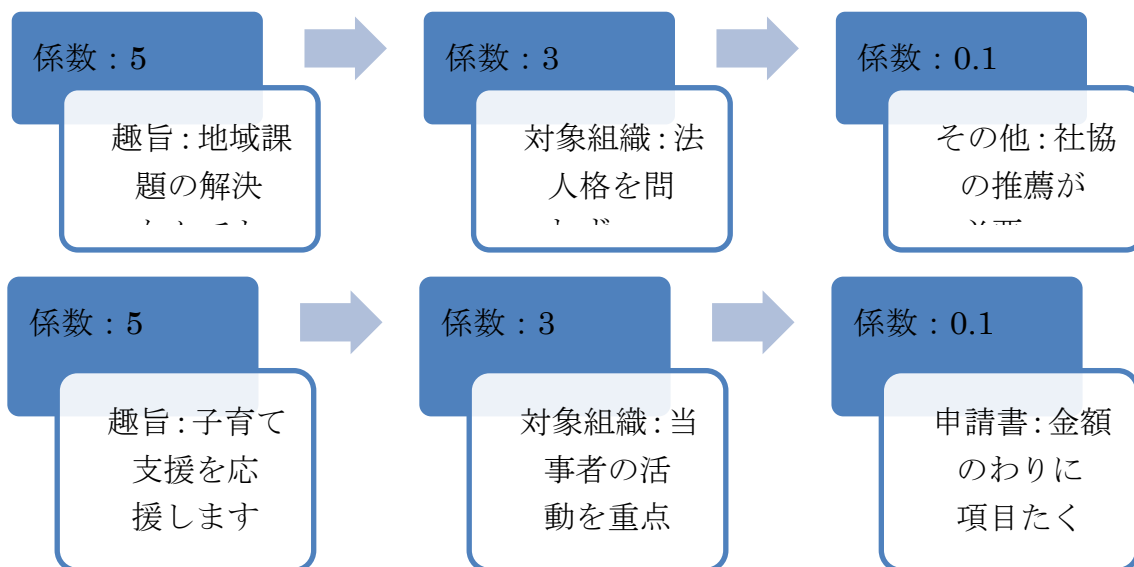 係数：5
係数：3
係数：0.1
趣旨：地域課
題の解決
対象組織：法
人格を問
その他：社協
の推薦が
係数：5
係数：3
係数：0.1
趣旨：子育て
支援を応
援します
対象組織：当
事者の活
動を重点
申請書：金額
のわりに
項目たく